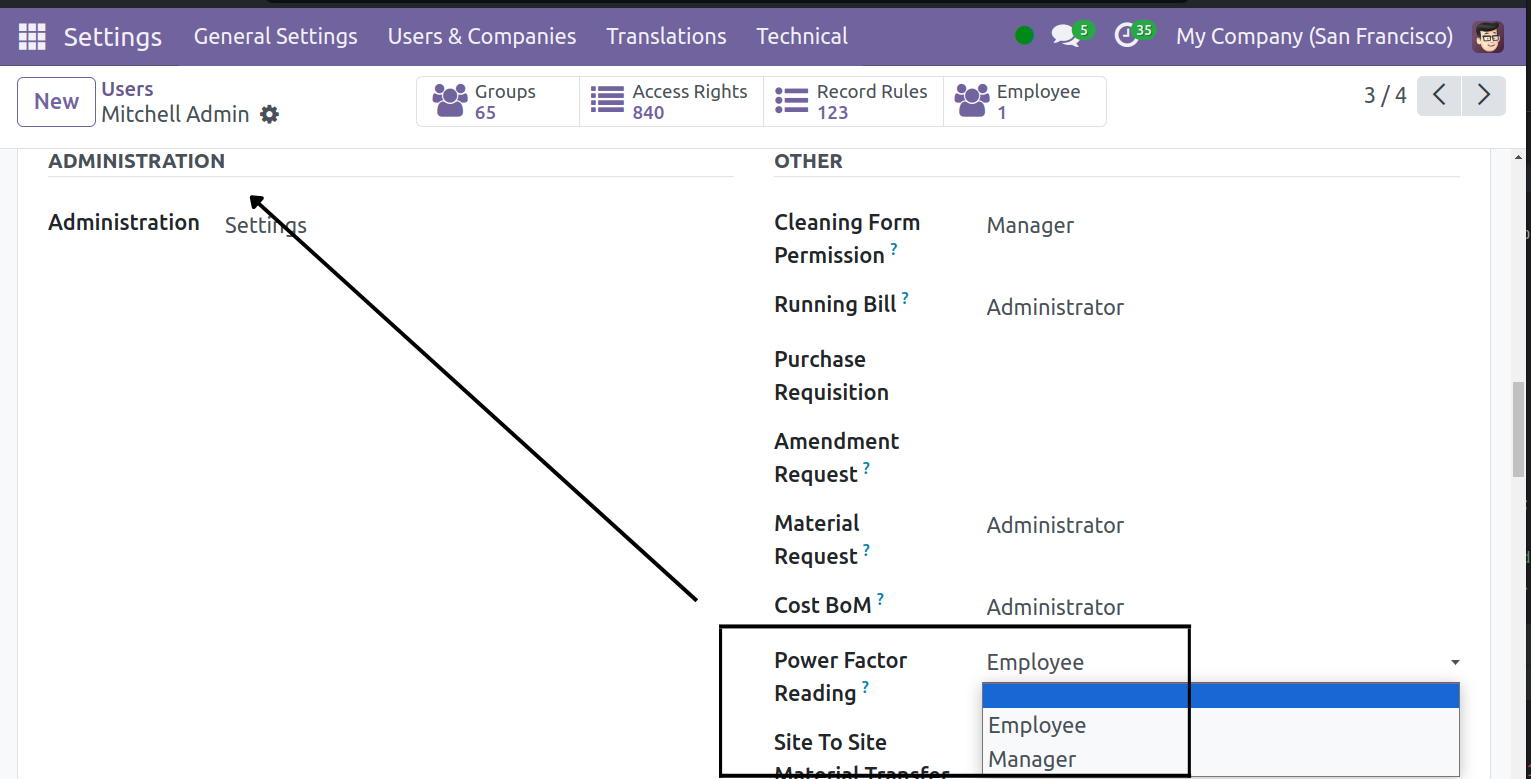 Settings General Settings Users & Companies Translations Technical 5 35 My Company (San Francisco)
New Users
Mitchell Admin
Groups
65
Access Rights
840
Record Rules
123
Employee
1
3 / 4
ADMINISTRATION
Administration Settings
OTHER
Cleaning Form
Permission ? Manager
Running Bill ? Administrator
Purchase
Requisition
Amendment
Request ?
Material
Request ? Administrator
Cost BoM ? Administrator
Power Factor
Reading ? Employee
Employee
Manager
Site To Site
Material Transfer